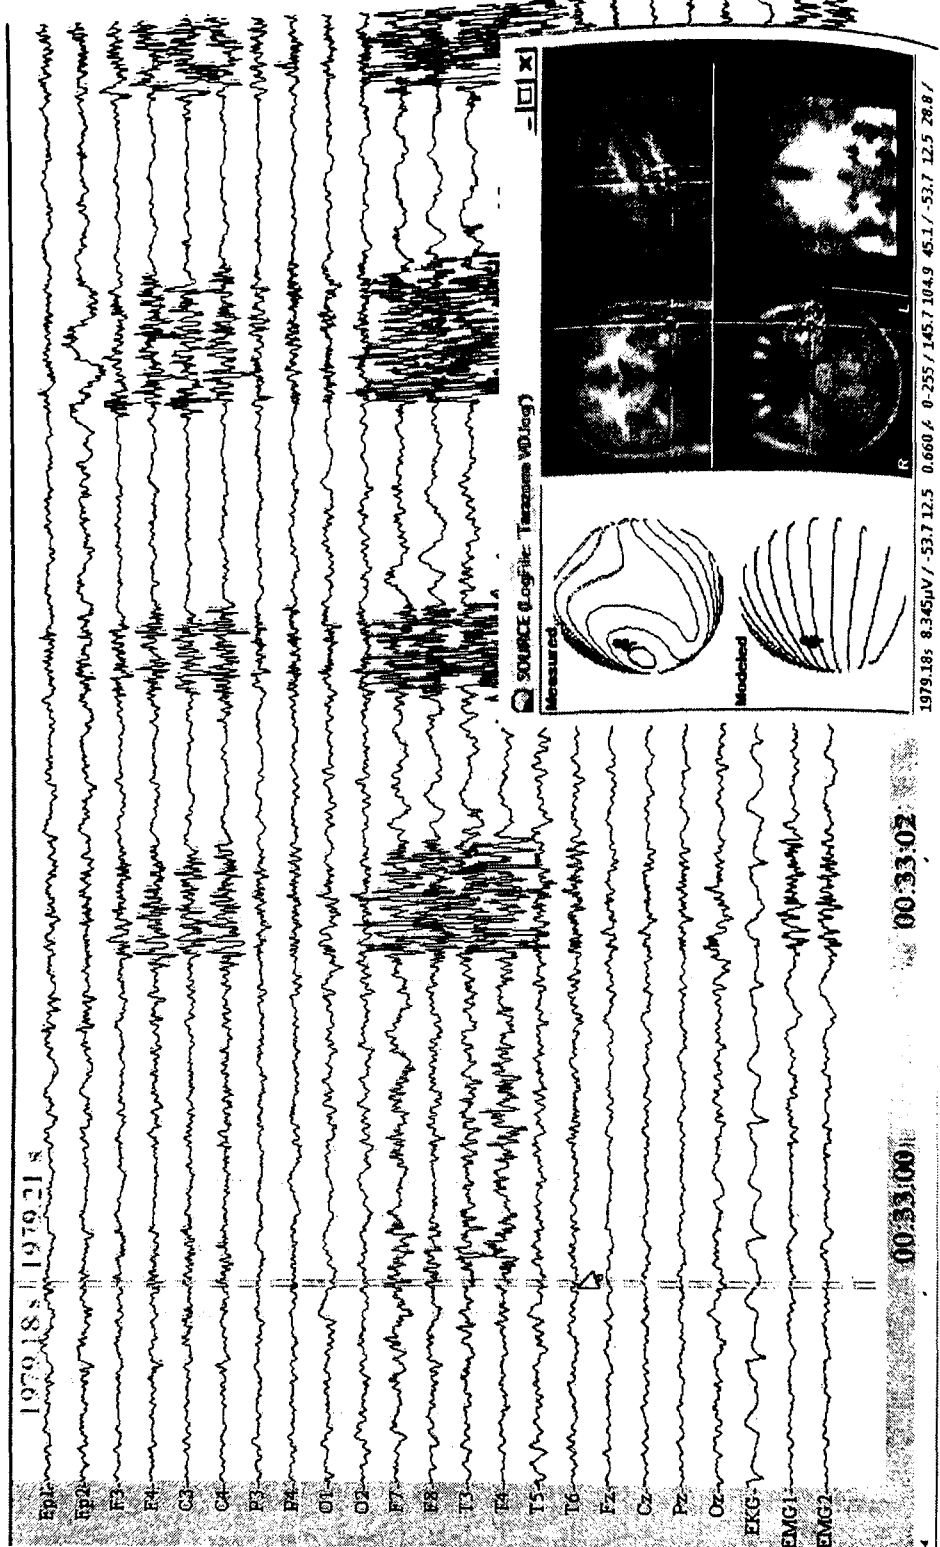 1979.18 s 1979.21 s
Fp1
Fp2
F3
F4
C3
C4
P3
P4
O1
O2
F7
F8
T3
F4
T5
T6
Fz
Cz
Pz
Oz
EKG
EMG1
EMG2
00:33:00
00:33:02
SOURCE (LogFile:
Measured
Modeled
R
L
1979.18s 8.345µV / -53.7 12.5 0.660 / 0-255 / 145.7 104.9 45.1 / -53.7 12.5 28.8 /